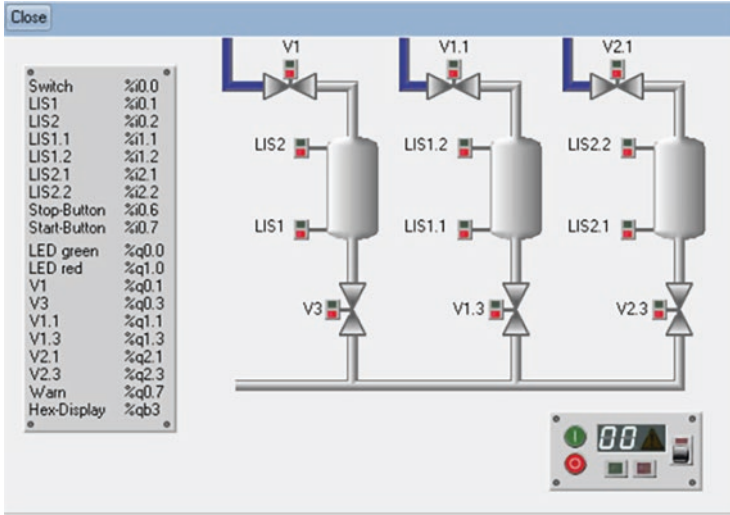 Close
Switch %i0.0
LIS1 %i0.1
LIS2 %i0.2
LIS1.1 %i1.1
LIS1.2 %i1.2
LIS2.1 %i2.1
LIS2.2 %i2.2
Stop-Button %i0.6
Start-Button %i0.7
LED green %q0.0
LED red %q1.0
V1 %q0.1
V3 %q0.3
V1.1 %q1.1
V1.3 %q1.3
V2.1 %q2.1
V2.3 %q2.3
Warn %q0.7
Hex-Display %qb3
V1 V1.1 V2.1
LIS2 LIS1.2 LIS2.2
LIS1 LIS1.1 LIS2.1
V3 V1.3 V2.3
00